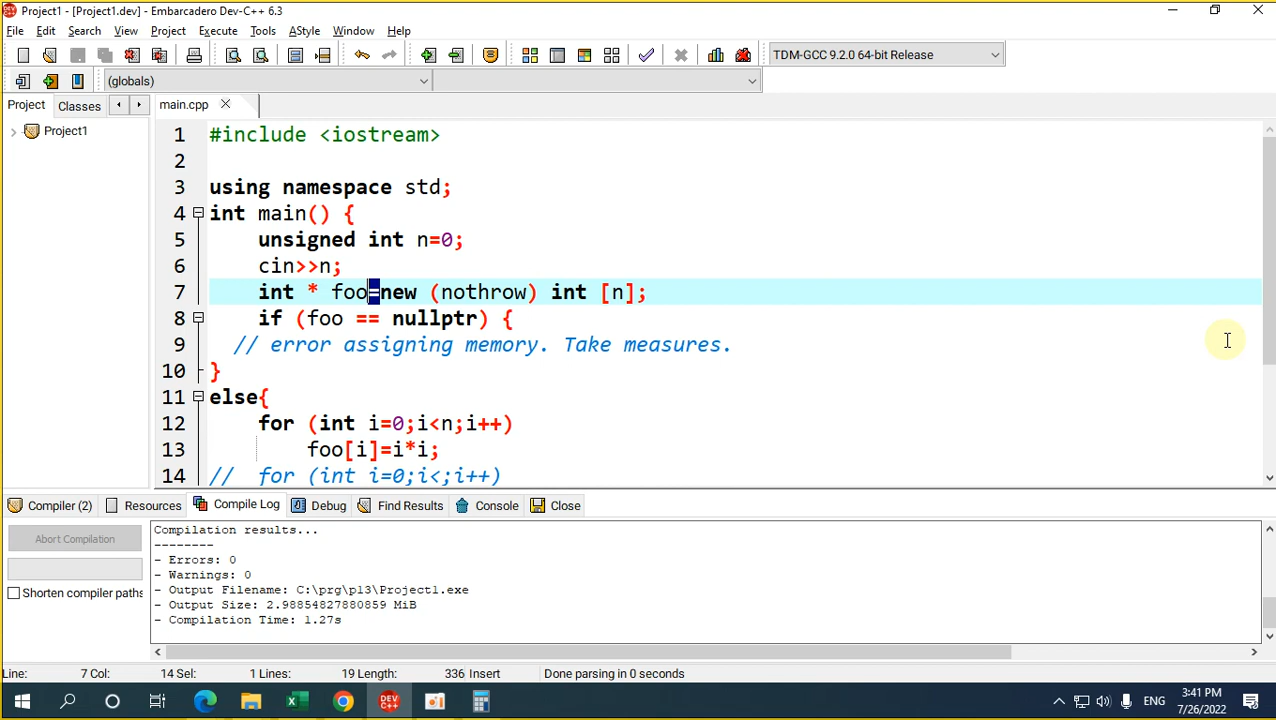 Project1 - [Project1.dev] - Embarcadero Dev-C++ 6.3
File Edit Search View Project Execute Tools AStyle Window Help
TDM-GCC 9.2.0 64-bit Release
(globals)
Project Classes main.cpp
Project1
1 #include <iostream>
2
3 using namespace std;
4 int main() {
5 unsigned int n=0;
6 cin>>n;
7 int * foo=new (nothrow) int [n];
8 if (foo == nullptr) {
9 // error assigning memory. Take measures.
10 }
11 else{
12 for (int i=0;i<n;i++)
13 foo[i]=i*i;
14 // for (int i=0;i<;i++)
Compiler (2) Resources Compile Log Debug Find Results Console Close
Abort Compilation
Shorten compiler paths
Compilation results...
--------
- Errors: 0
- Warnings: 0
- Output Filename: C:\prg\p13\Project1.exe
- Output Size: 2.98854827880859 MiB
- Compilation Time: 1.27s
Line: 7 Col: 14 Sel: 1 Lines: 19 Length: 336 Insert Done parsing in 0 seconds
DEV C++
ENG
3:41 PM
7/26/2022